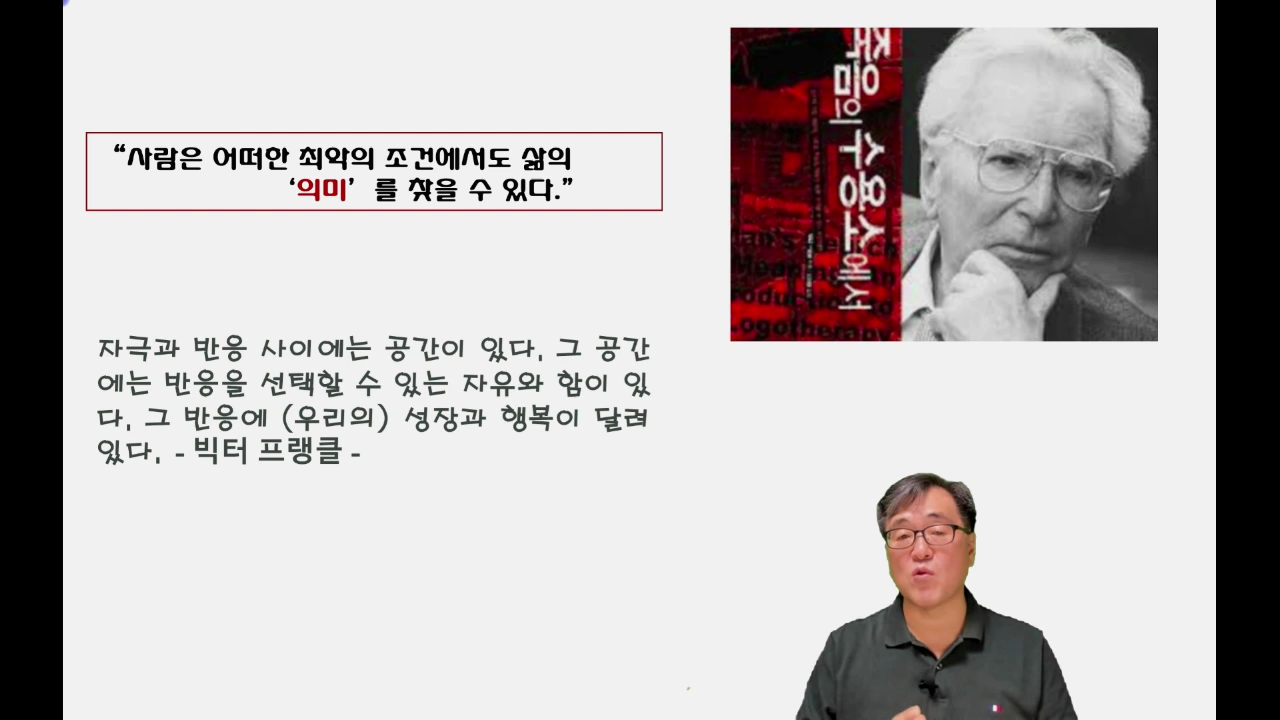 “사람은 어떠한 최악의 조건에서도 삶의
‘의미’ 를 찾을 수 있다.”
자극과 반응 사이에는 공간이 있다. 그 공간
에는 반응을 선택할 수 있는 자유와 힘이 있
다. 그 반응에 (우리의) 성장과 행복이 달려
있다. - 빅터 프랭클 -
죽음의 수용소에서